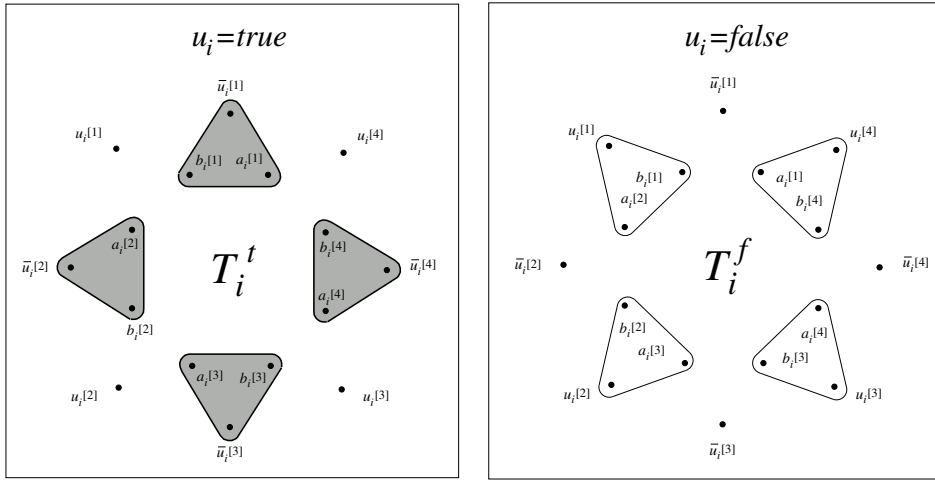 u_i=true
ū_i[1]
u_i[1]
u_i[4]
b_i[1] a_i[1]
a_i[2]
b_i[4]
ū_i[2]
T_i^t
ū_i[4]
a_i[4]
b_i[2]
a_i[3] b_i[3]
u_i[2]
u_i[3]
ū_i[3]
u_i=false
ū_i[1]
u_i[1]
u_i[4]
b_i[1]
a_i[1]
a_i[2]
b_i[4]
ū_i[2]
T_i^f
ū_i[4]
b_i[2]
a_i[4]
a_i[3]
b_i[3]
u_i[2]
u_i[3]
ū_i[3]